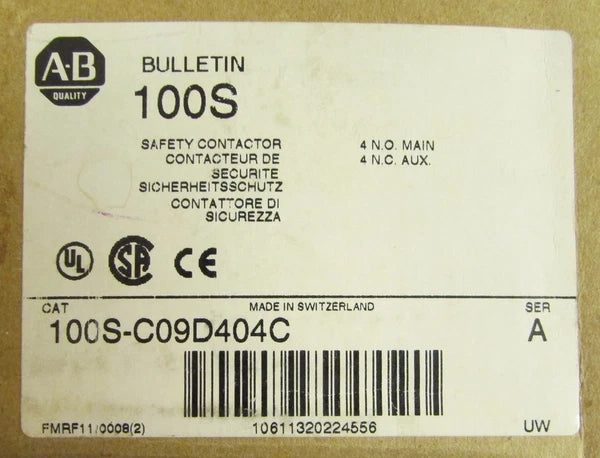 A-B
QUALITY
BULLETIN
100S
SAFETY CONTACTOR
CONTACTEUR DE
SECURITE
SICHERHEITSSCHUTZ
CONTATTORE DI
SICUREZZA
4 N.O. MAIN
4 N.C. AUX.
UL
SA
CE
CAT
MADE IN SWITZERLAND
SER
100S-C09D404C
A
FMRF11/0008(2)
10611320224556
UW